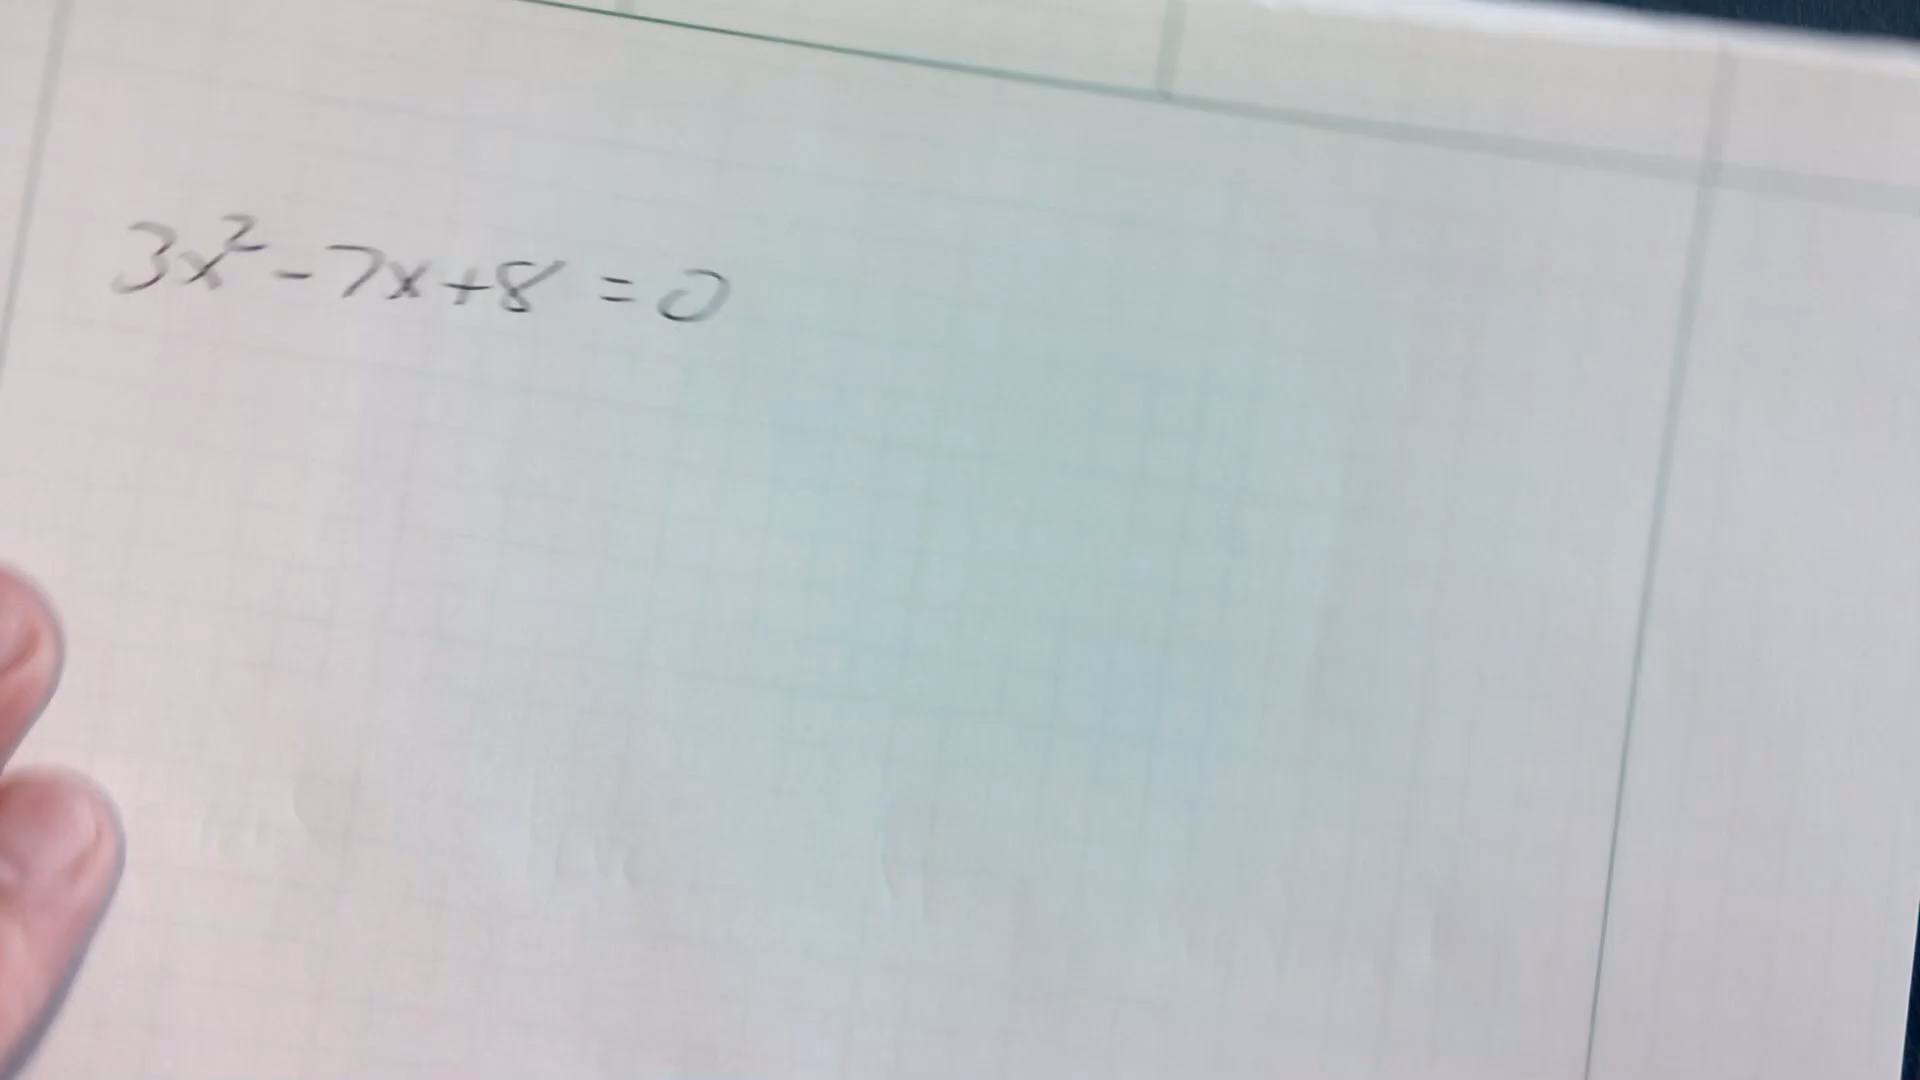 3x² - 7x + 8 = 0